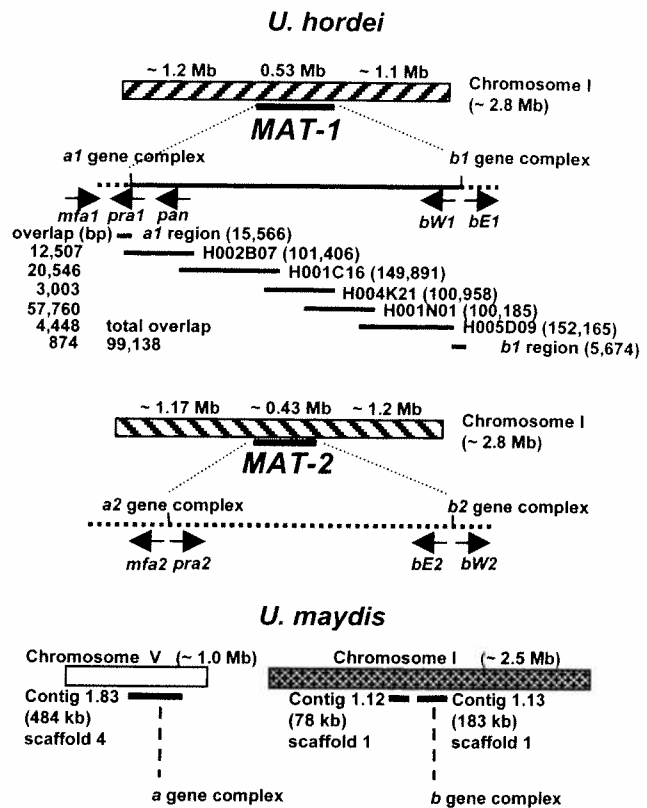 U. hordei
~ 1.2 Mb 0.53 Mb ~ 1.1 Mb
Chromosome I
(~ 2.8 Mb)
MAT-1
a1 gene complex b1 gene complex
mfa1 pra1 pan bW1 bE1
overlap (bp) a1 region (15,566)
12,507 H002B07 (101,406)
20,546 H001C16 (149,891)
3,003 H004K21 (100,958)
57,760 H001N01 (100,185)
4,448 total overlap H005D09 (152,165)
874 99,138 b1 region (5,674)
~ 1.17 Mb ~ 0.43 Mb ~ 1.2 Mb
Chromosome I
(~ 2.8 Mb)
MAT-2
a2 gene complex b2 gene complex
mfa2 pra2 bE2 bW2
U. maydis
Chromosome V (~ 1.0 Mb) Chromosome I (~ 2.5 Mb)
Contig 1.83 Contig 1.12 Contig 1.13
(484 kb) (78 kb) (183 kb)
scaffold 4 scaffold 1 scaffold 1
a gene complex b gene complex